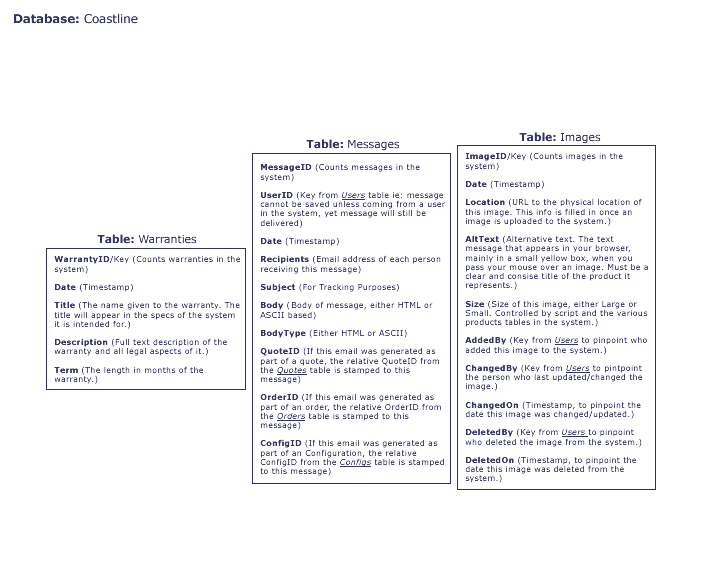 Database: Coastline
Table: Warranties
WarrantyID/Key (Counts warranties in the
system)
Date (Timestamp)
Title (The name given to the warranty. The
title will appear in the specs of the system
it is intended for.)
Description (Full text description of the
warranty and all legal aspects of it.)
Term (The length in months of the
warranty.)
Table: Messages
MessageID (Counts messages in the
system)
UserID (Key from Users table ie: message
cannot be saved unless coming from a user
in the system, yet message will still be
delivered)
Date (Timestamp)
Recipients (Email address of each person
receiving this message)
Subject (For Tracking Purposes)
Body (Body of message, either HTML or
ASCII based)
BodyType (Either HTML or ASCII)
QuoteID (If this email was generated as
part of a quote, the relative QuoteID from
the Quotes table is stamped to this
message)
OrderID (If this email was generated as
part of an order, the relative OrderID from
the Orders table is stamped to this
message)
ConfigID (If this email was generated as
part of an Configuration, the relative
ConfigID from the Configs table is stamped
to this message)
Table: Images
ImageID/Key (Counts images in the
system)
Date (Timestamp)
Location (URL to the physical location of
this image. This info is filled in once an
image is uploaded to the system.)
AltText (Alternative text. The text
message that appears in your browser,
mainly in a small yellow box, when you
pass your mouse over an image. Must be a
clear and consise title of the product it
represents.)
Size (Size of this image, either Large or
Small. Controlled by script and the various
products tables in the system.)
AddedBy (Key from Users to pinpoint who
added this image to the system.)
ChangedBy (Key from Users to pintpoint
the person who last updated/changed the
image.)
ChangedOn (Timestamp, to pinpoint the
date this image was changed/updated.)
DeletedBy (Key from Users to pinpoint
who deleted the image from the system.)
DeletedOn (Timestamp, to pinpoint the
date this image was deleted from the
system.)